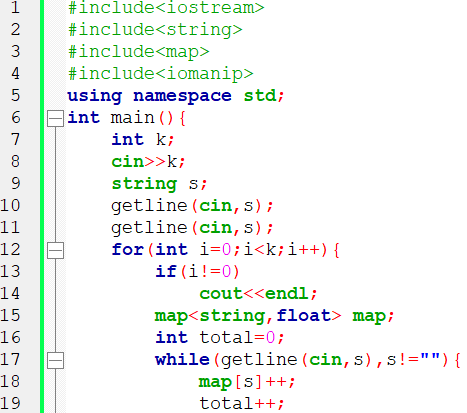 1 #include<iostream>
2 #include<string>
3 #include<map>
4 #include<iomanip>
5 using namespace std;
6 int main(){
7 int k;
8 cin>>k;
9 string s;
10 getline(cin,s);
11 getline(cin,s);
12 for(int i=0;i<k;i++){
13 if(i!=0)
14 cout<<endl;
15 map<string,float> map;
16 int total=0;
17 while(getline(cin,s),s!=""){
18 map[s]++;
19 total++;